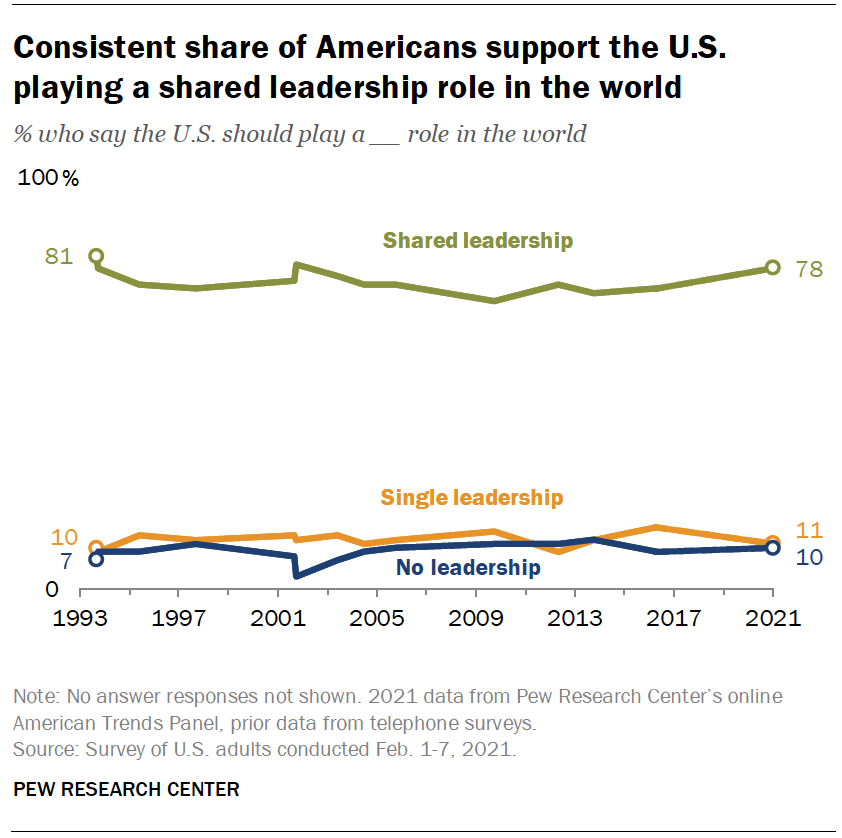 Consistent share of Americans support the U.S.
playing a shared leadership role in the world
% who say the U.S. should play a __ role in the world
100%
Shared leadership
81
78
Single leadership
10
11
7
10
No leadership
0
1993 1997 2001 2005 2009 2013 2017 2021
Note: No answer responses not shown. 2021 data from Pew Research Center’s online
American Trends Panel, prior data from telephone surveys.
Source: Survey of U.S. adults conducted Feb. 1-7, 2021.
PEW RESEARCH CENTER